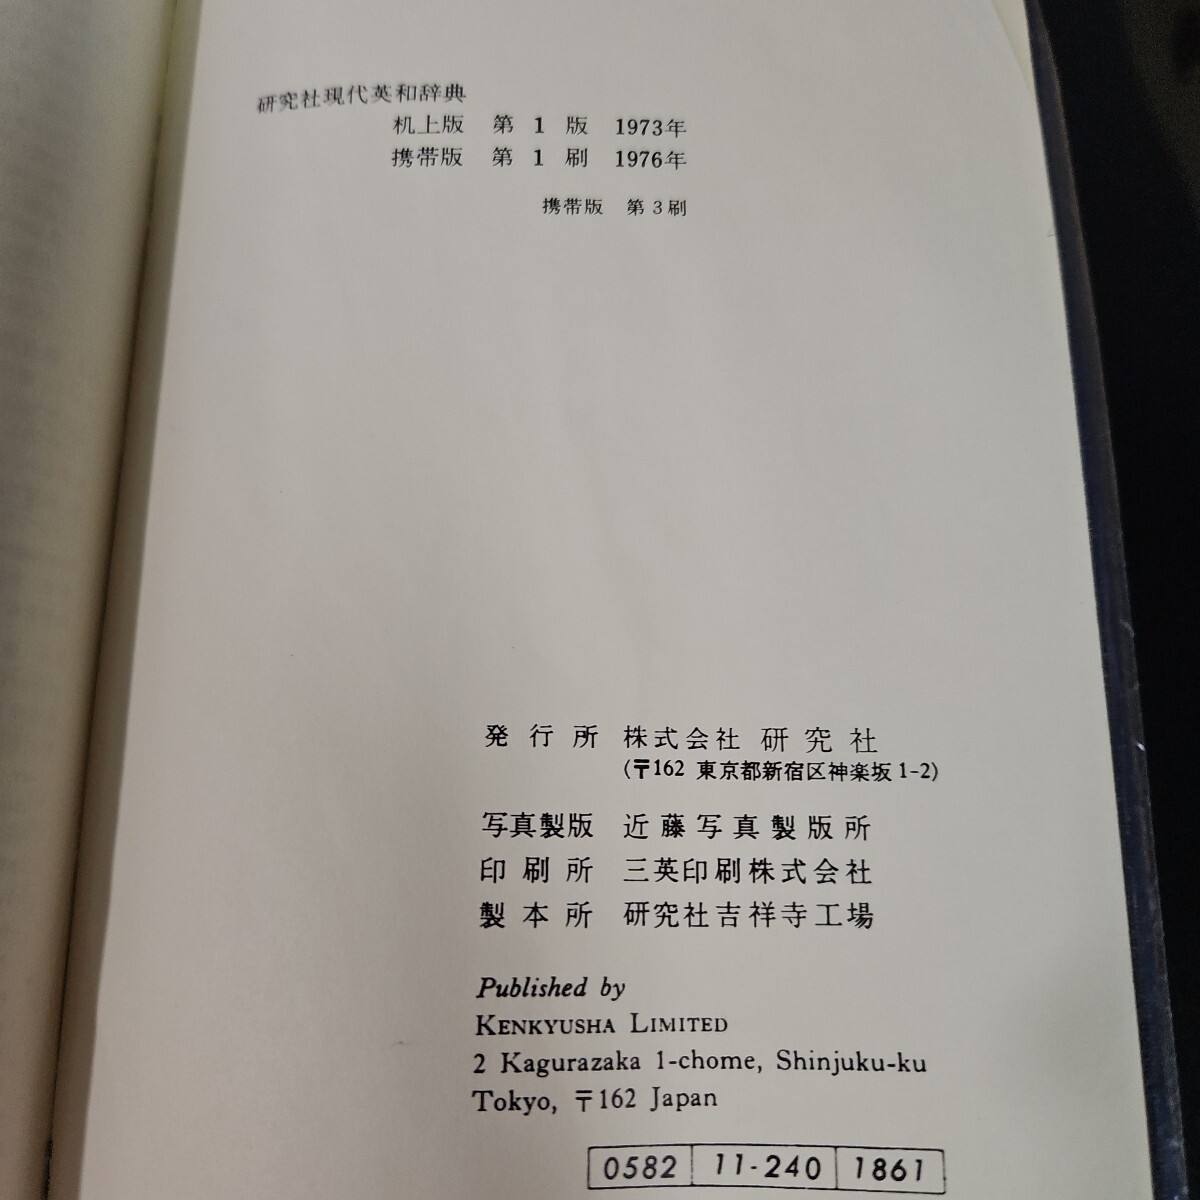 研究社現代英和辞典
机上版 第1版 1973年
携帯版 第1刷 1976年
携帯版 第3刷
発行所 株式会社 研究社
(〒162 東京都新宿区神楽坂1-2)
写真製版 近藤写真製版所
印刷所 三英印刷株式会社
製本所 研究社吉祥寺工場
Published by
KENKYUSHA LIMITED
2 Kagurazaka 1-chome, Shinjuku-ku
Tokyo, 〒162 Japan
0582 11-240 1861